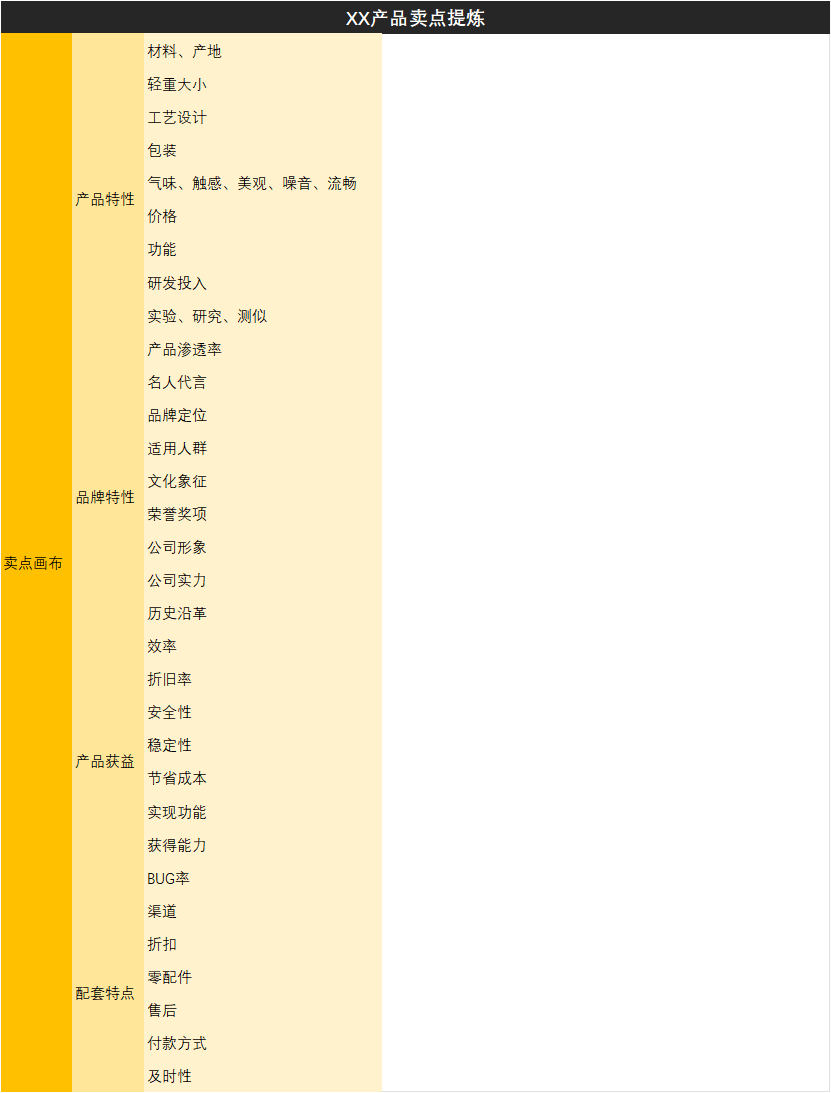 XX产品卖点提炼
材料、产地
轻重大小
工艺设计
包装
气味、触感、美观、噪音、流畅
产品特性
价格
功能
研发投入
实验、研究、测似
产品渗透率
名人代言
品牌定位
适用人群
文化象征
品牌特性
荣誉奖项
公司形象
卖点画布
公司实力
历史沿革
效率
折旧率
安全性
稳定性
产品获益
节省成本
实现功能
获得能力
BUG率
渠道
折扣
零配件
配套特点
售后
付款方式
及时性